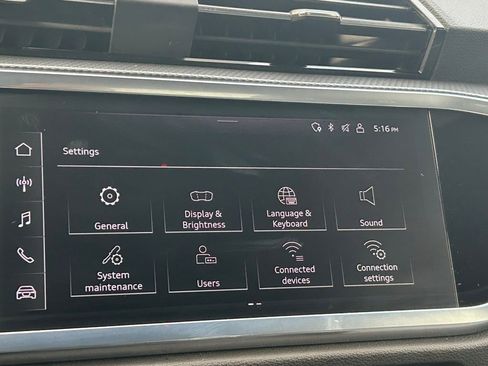 5:16 PM
Settings
General
Display &
Brightness
Language &
Keyboard
Sound
System
maintenance
Users
Connected
devices
Connection
settings